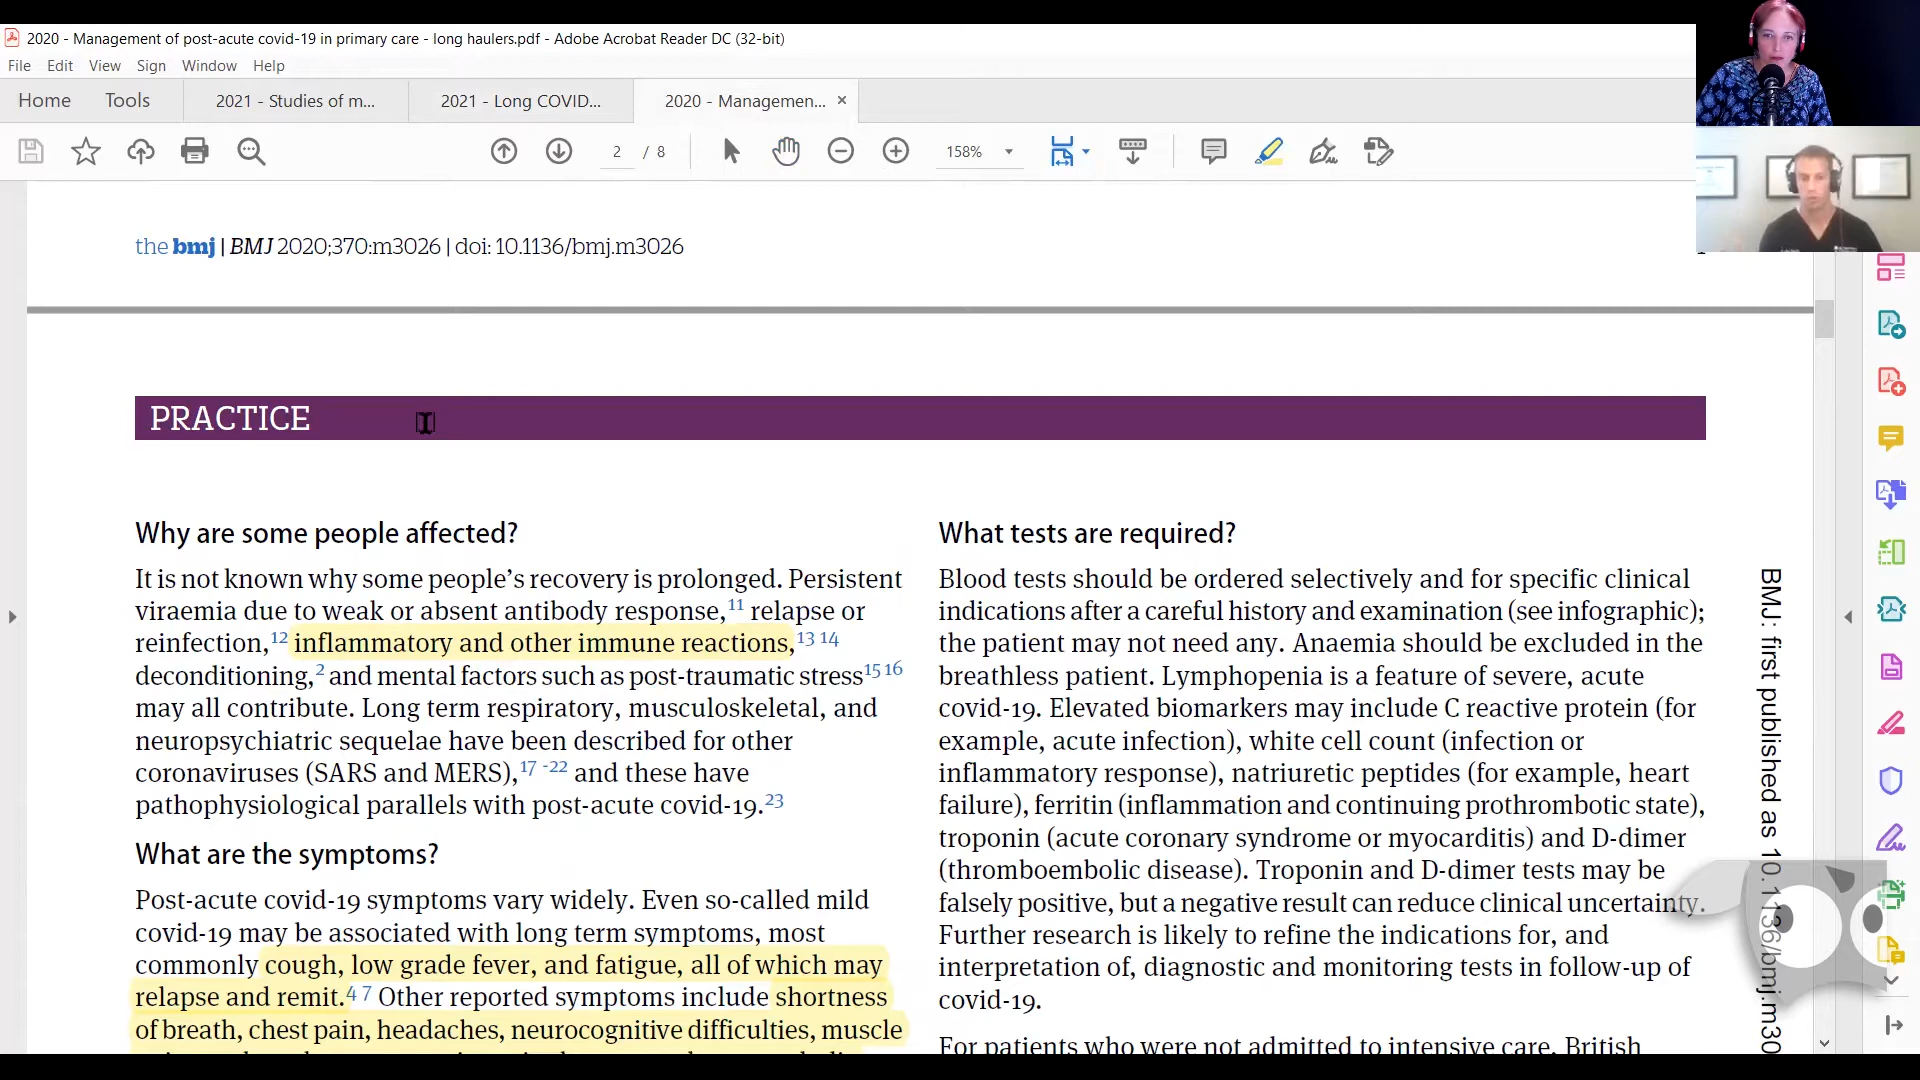 2020 - Management of post-acute covid-19 in primary care - long haulers.pdf - Adobe Acrobat Reader DC (32-bit)
File Edit View Sign Window Help
Home Tools 2021 - Studies of m... 2021 - Long COVID... 2020 - Managemen... ×
2 / 8 158%
the bmj | BMJ 2020;370:m3026 | doi: 10.1136/bmj.m3026
PRACTICE
Why are some people affected?
It is not known why some people’s recovery is prolonged. Persistent
viraemia due to weak or absent antibody response,11 relapse or
reinfection,12 inflammatory and other immune reactions,13 14
deconditioning,2 and mental factors such as post-traumatic stress15 16
may all contribute. Long term respiratory, musculoskeletal, and
neuropsychiatric sequelae have been described for other
coronaviruses (SARS and MERS),17 -22 and these have
pathophysiological parallels with post-acute covid-19.23
What are the symptoms?
Post-acute covid-19 symptoms vary widely. Even so-called mild
covid-19 may be associated with long term symptoms, most
commonly cough, low grade fever, and fatigue, all of which may
relapse and remit.4 7 Other reported symptoms include shortness
of breath, chest pain, headaches, neurocognitive difficulties, muscle
What tests are required?
Blood tests should be ordered selectively and for specific clinical
indications after a careful history and examination (see infographic);
the patient may not need any. Anaemia should be excluded in the
breathless patient. Lymphopenia is a feature of severe, acute
covid-19. Elevated biomarkers may include C reactive protein (for
example, acute infection), white cell count (infection or
inflammatory response), natriuretic peptides (for example, heart
failure), ferritin (inflammation and continuing prothrombotic state),
troponin (acute coronary syndrome or myocarditis) and D-dimer
(thromboembolic disease). Troponin and D-dimer tests may be
falsely positive, but a negative result can reduce clinical uncertainty.
Further research is likely to refine the indications for, and
interpretation of, diagnostic and monitoring tests in follow-up of
covid-19.
For patients who were not admitted to intensive care, British
BMJ: first published as 10.1136/bmj.m30